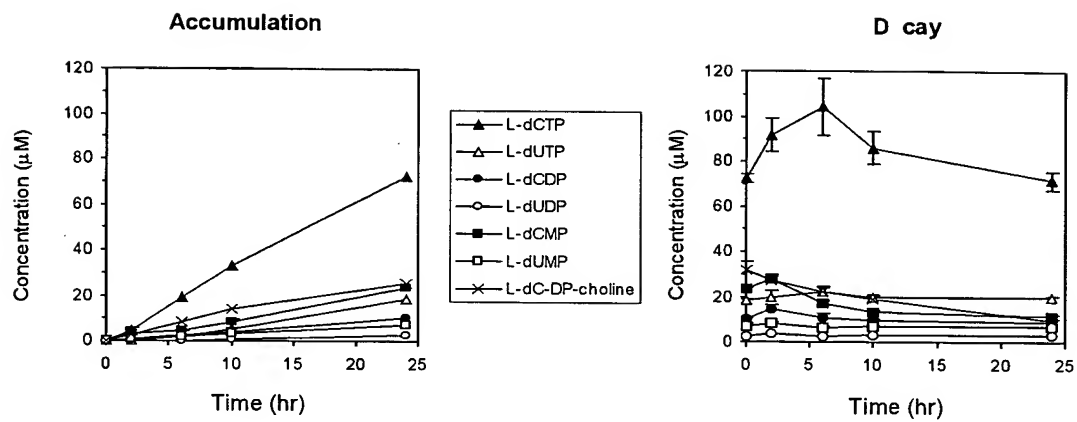 Accumulation
Concentration (µM)
120
100
80
60
40
20
0
0 5 10 15 20 25
Time (hr)
L-dCTP
L-dUTP
L-dCDP
L-dUDP
L-dCMP
L-dUMP
L-dC-DP-choline
D cay
Concentration (µM)
120
100
80
60
40
20
0
0 5 10 15 20 25
Time (hr)